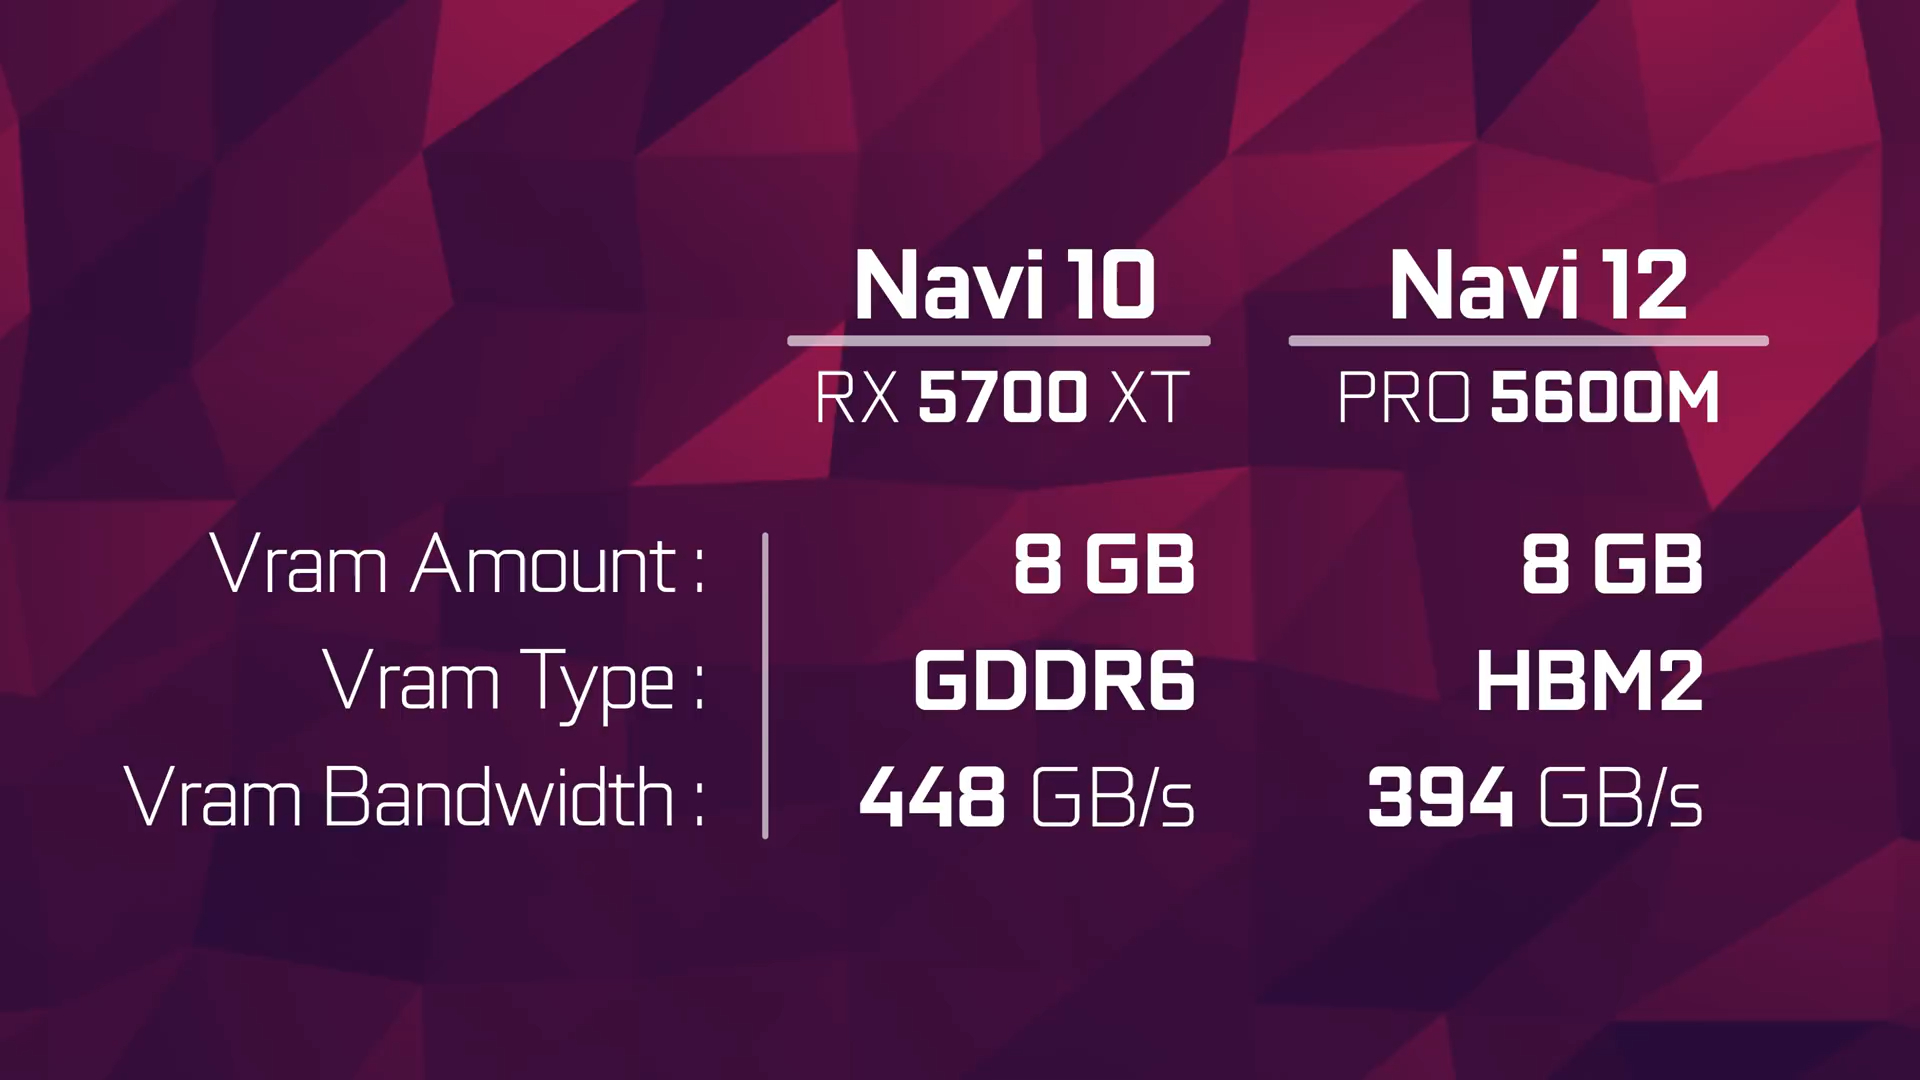 Navi 10 Navi 12
RX 5700 XT PRO 5600M
Vram Amount : 8 GB 8 GB
Vram Type : GDDR6 HBM2
Vram Bandwidth : 448 GB/s 394 GB/s